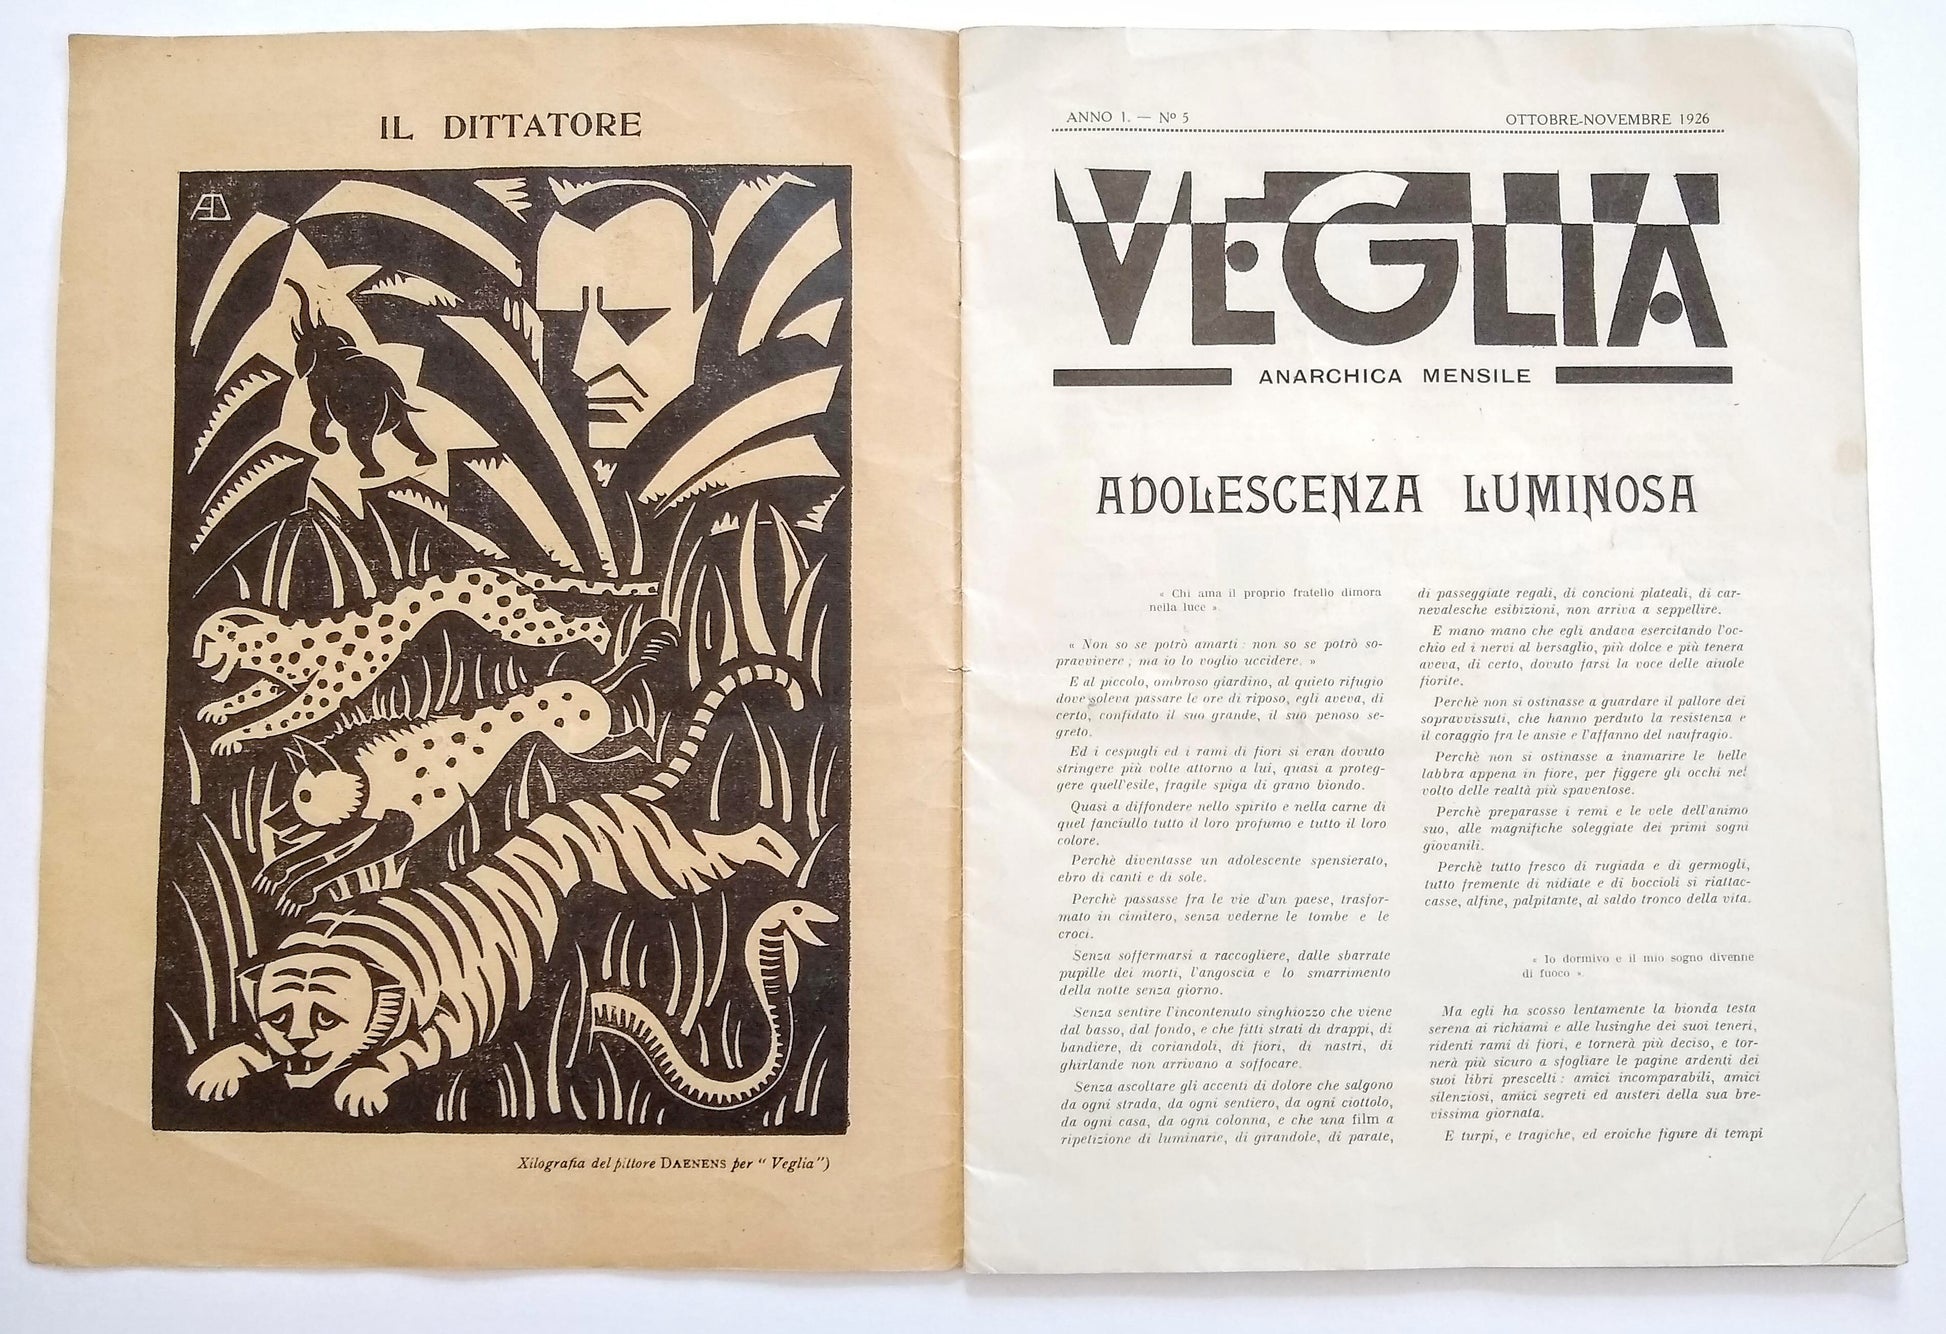 IL DITTATORE
AD
Xilografia del pittore DAENENS per “ Veglia”)
ANNO 1. — Nº 5
OTTOBRE-NOVEMBRE 1926
VEGLIA
ANARCHICA MENSILE
ADOLESCENZA LUMINOSA
« Chi ama il proprio fratello dimora
nella luce ».
« Non so se potrò amarti : non so se potrò so-
pravvivere ; ma io lo voglio uccidere. »
E al piccolo, ombroso giardino, al quieto rifugio
dove soleva passare le ore di riposo, egli aveva, di
certo, confidato il suo grande, il suo penoso se-
greto.
Ed i cespugli ed i rami di fiori si eran dovuto
stringere più volte attorno a lui, quasi a proteg-
gere quell'esile, fragile spiga di grano biondo.
Quasi a diffondere nello spirito e nella carne di
quel fanciullo tutto il loro profumo e tutto il loro
colore.
Perchè diventasse un adolescente spensierato,
ebro di canti e di sole.
Perchè passasse fra le vie d'un paese, trasfor-
mato in cimitero, senza vederne le tombe e le
croci.
Senza soffermarsi a raccogliere, dalle sbarrate
pupille dei morti, l'angoscia e lo smarrimento
della notte senza giorno.
Senza sentire l'incontenuto singhiozzo che viene
dal basso, dal fondo, e che fitti strati di drappi, di
bandiere, di coriandoli, di fiori, di nastri, di
ghirlande non arrivano a soffocare.
Senza ascoltare gli accenti di dolore che salgono
da ogni strada, da ogni sentiero, da ogni ciottolo,
da ogni casa, da ogni colonna, e che una film a
ripetizione di luminarie, di girandole, di parate,
di passeggiate regali, di concioni plateali, di car-
nevalesche esibizioni, non arriva a seppellire.
E mano mano che egli andava esercitando l'oc-
chio ed i nervi al bersaglio, più dolce e più tenera
aveva, di certo, dovuto farsi la voce delle aiuole
fiorite.
Perchè non si ostinasse a guardare il pallore dei
sopravvissuti, che hanno perduto la resistenza e
il coraggio fra le ansie e l'affanno del naufragio.
Perchè non si ostinasse a inamarire le belle
labbra appena in fiore, per figgere gli occhi nel
volto delle realtà più spaventose.
Perchè preparasse i remi e le vele dell'animo
suo, alle magnifiche soleggiate dei primi sogni
giovanili.
Perchè tutto fresco di rugiada e di germogli,
tutto fremente di nidiate e di boccioli si riattac-
casse, alfine, palpitante, al saldo tronco della vita.
« Io dormivo e il mio sogno divenne
di fuoco ».
Ma egli ha scosso lentamente la bionda testa
serena ai richiami e alle lusinghe dei suoi teneri,
ridenti rami di fiori, e tornerà più deciso, e tor-
nerà più sicuro a sfogliare le pagine ardenti dei
suoi libri prescelti : amici incomparabili, amici
silenziosi, amici segreti ed austeri della sua bre-
vissima giornata.
E turpi, e tragiche, ed eroiche figure di tempi